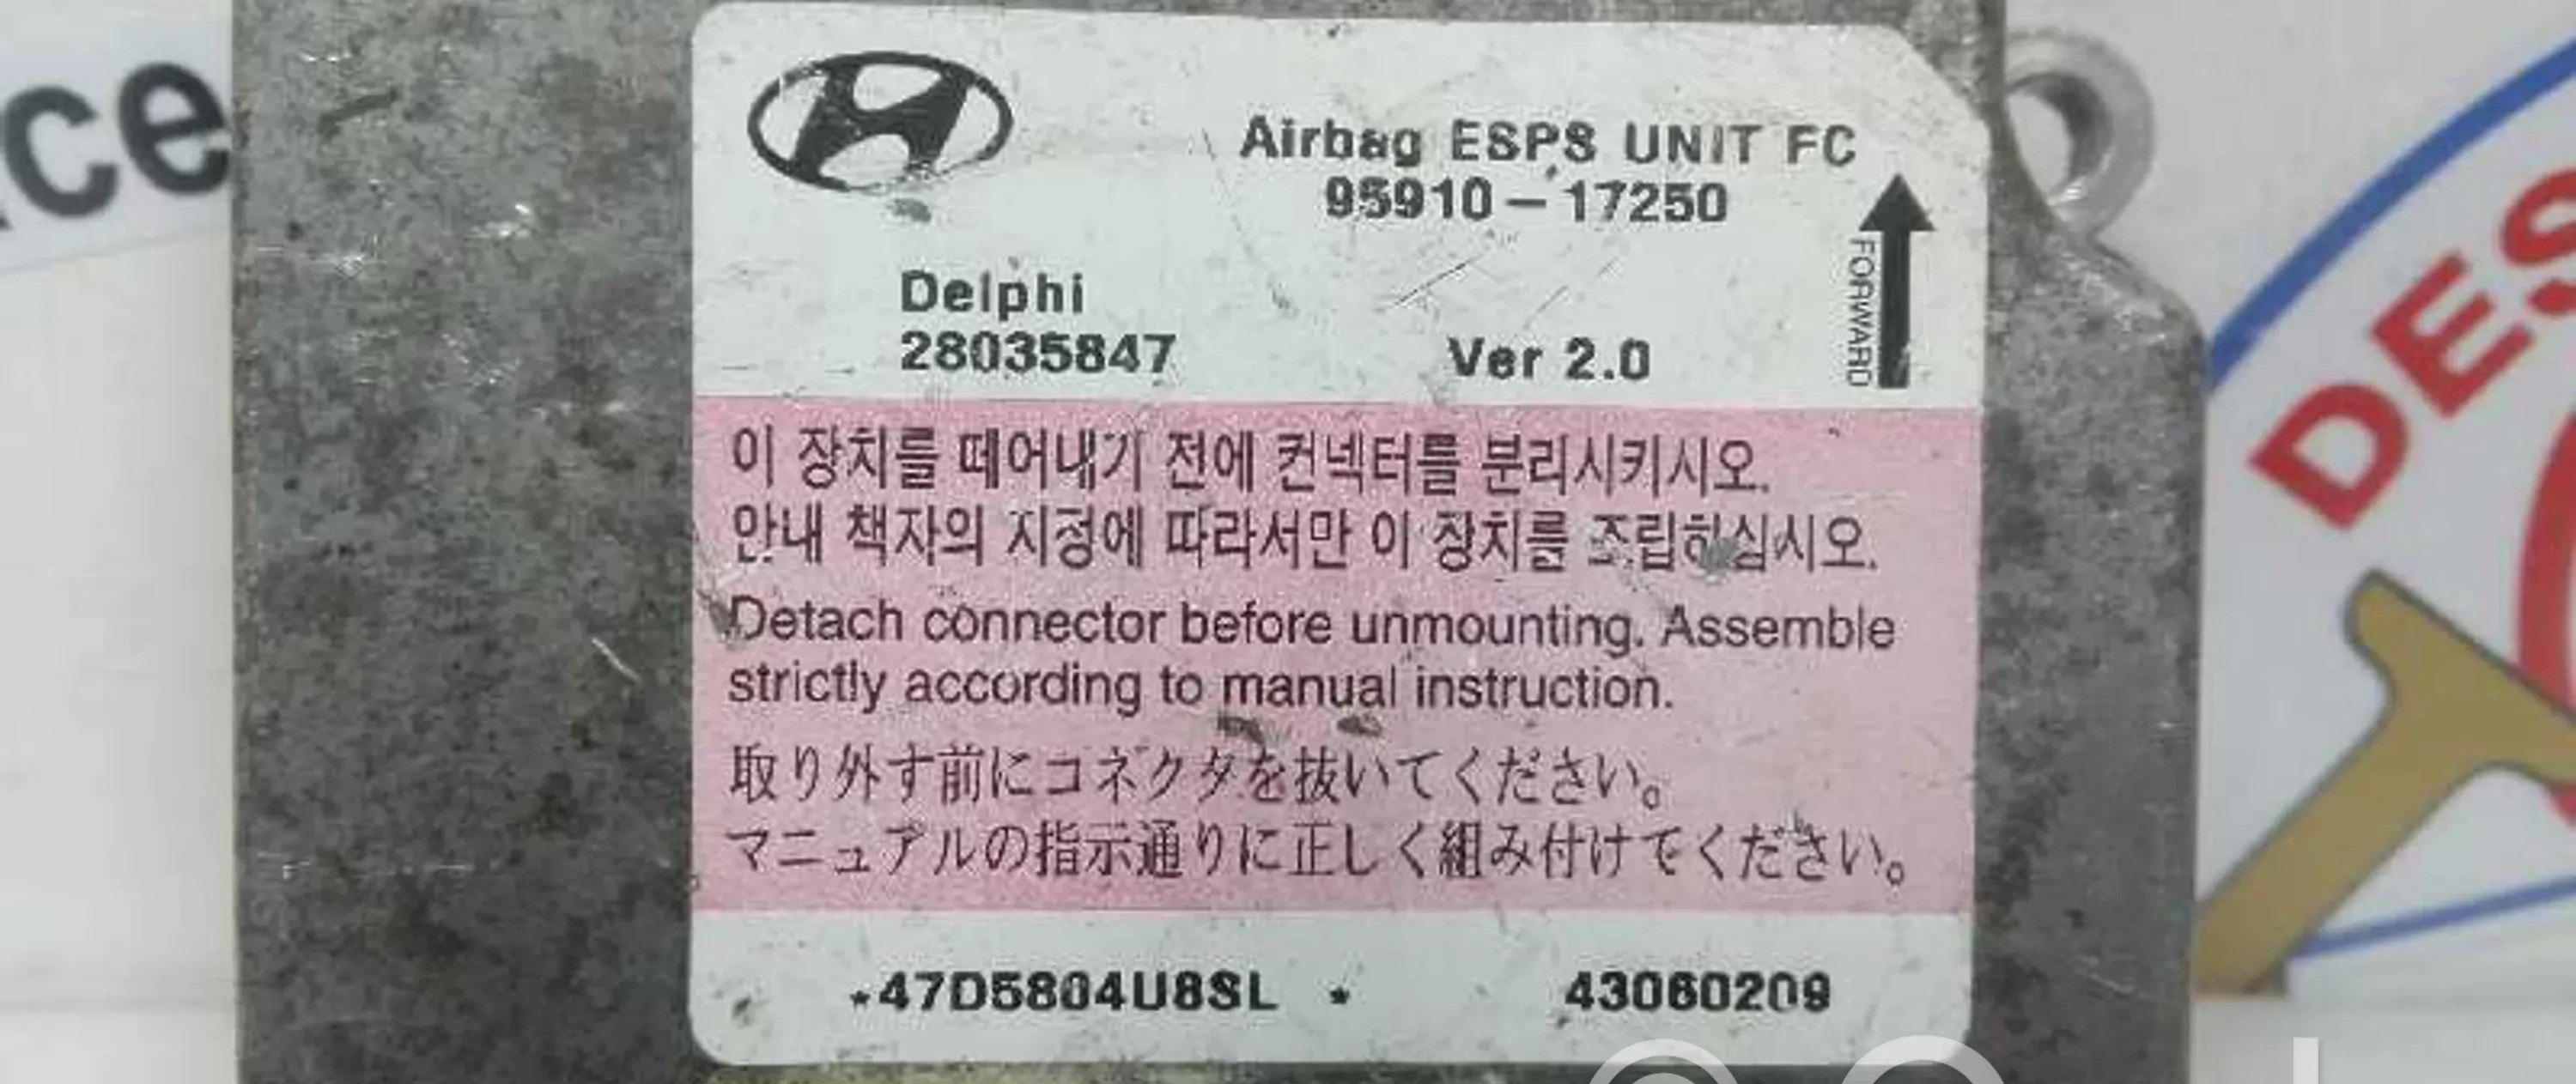 Airbag ESPS UNIT FC
95910-17250
FORWARD
Delphi
28035847 Ver 2.0
이 장치를 떼어내기 전에 컨넥터를 분리시키시오.
안내 책자의 지정에 따라서만 이 장치를 조립하십시오.
Detach connector before unmounting. Assemble
strictly according to manual instruction.
取り外す前にコネクタを抜いてください。
マニュアルの指示通りに正しく組み付けてください。
*47D5804U8SL * 43060209
ce
DES